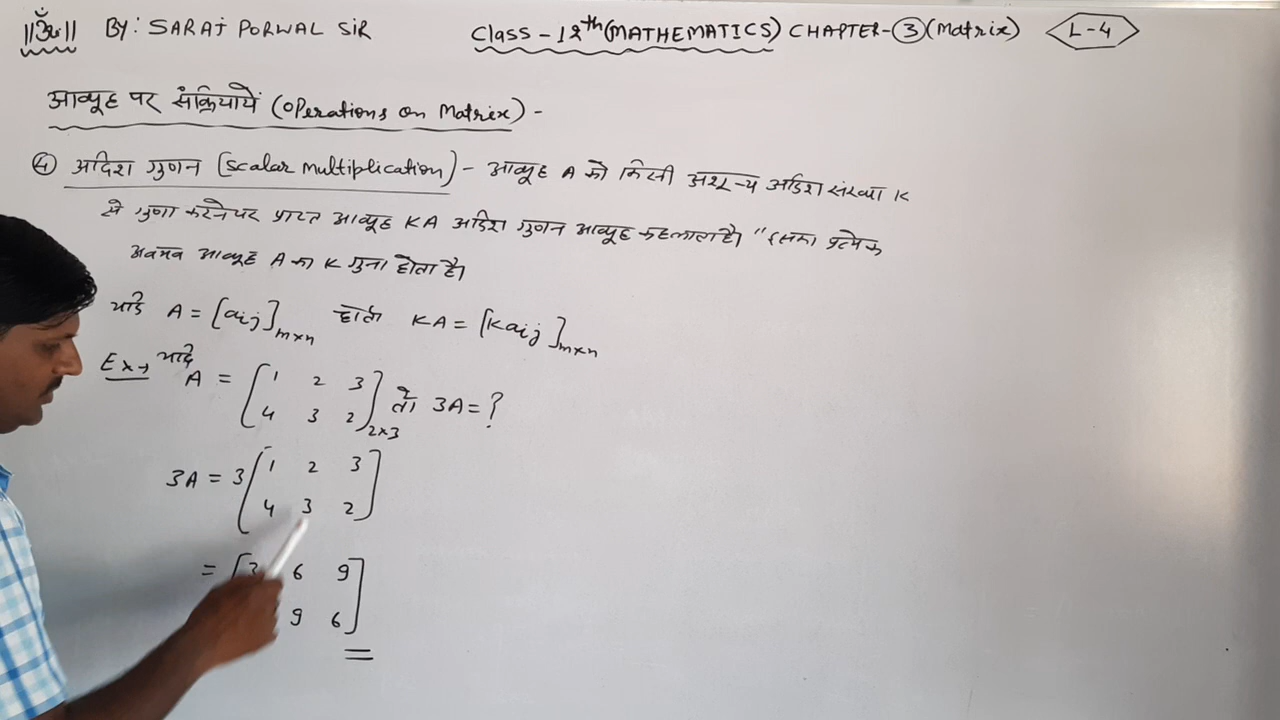 ||ॐ|| BY: SARAJ PORWAL SIR Class - 12th (MATHEMATICS) CHAPTER-③ (Matrix) L-4
आव्यूह पर संक्रियायें (Operations on Matrix) -
④ अदिश गुणन (Scalar Multiplication) - आव्यूह A को किसी अशून्य अदिश संख्या K
से गुणा करने पर प्राप्त आव्यूह KA अदिश गुणन आव्यूह कहलाता है। "इसका प्रत्येक
अवयव आव्यूह A का K गुना होता है।
यदि A = [aij]m×n हो तो KA = [Kaij]m×n
Ex→ यदि
A = [1 2 3
4 3 2]2×3 तो 3A = ?
3A = 3[1 2 3
4 3 2]
= [3 6 9
9 6]